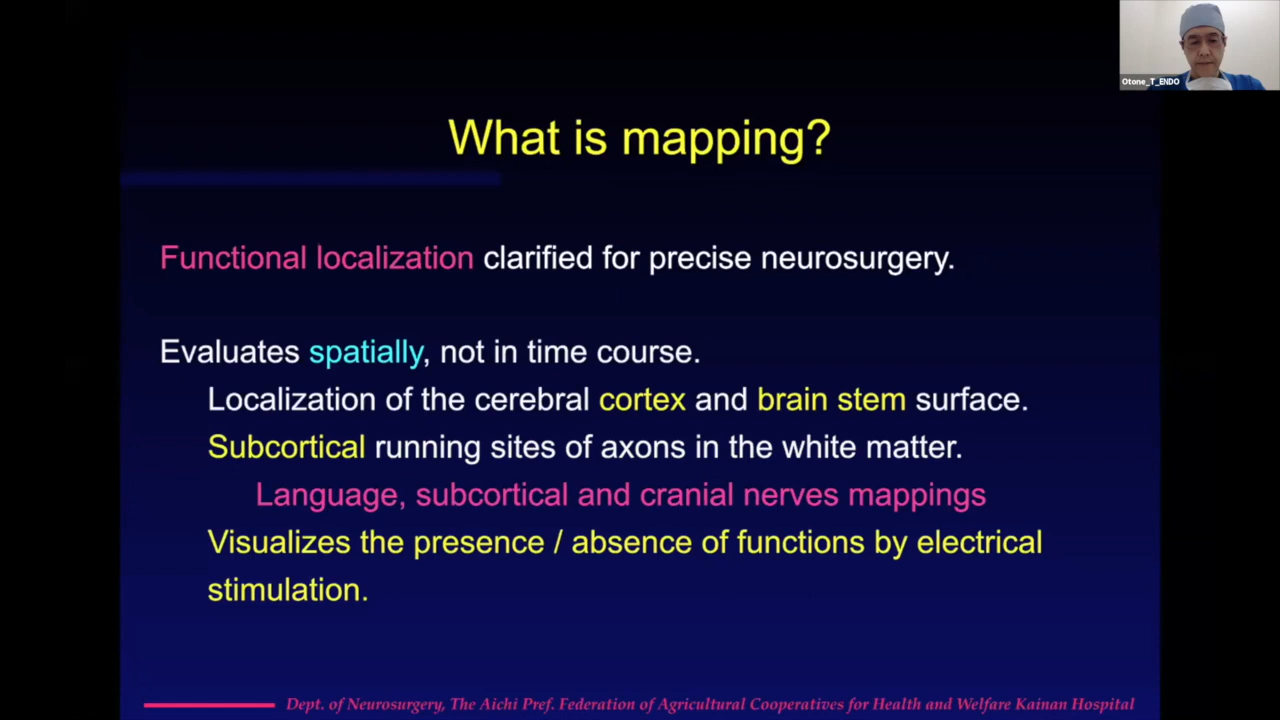 Otone_T_ENDO
What is mapping?
Functional localization clarified for precise neurosurgery.
Evaluates spatially, not in time course.
Localization of the cerebral cortex and brain stem surface.
Subcortical running sites of axons in the white matter.
Language, subcortical and cranial nerves mappings
Visualizes the presence / absence of functions by electrical
stimulation.
Dept. of Neurosurgery, The Aichi Pref. Federation of Agricultural Cooperatives for Health and Welfare Kainan Hospital